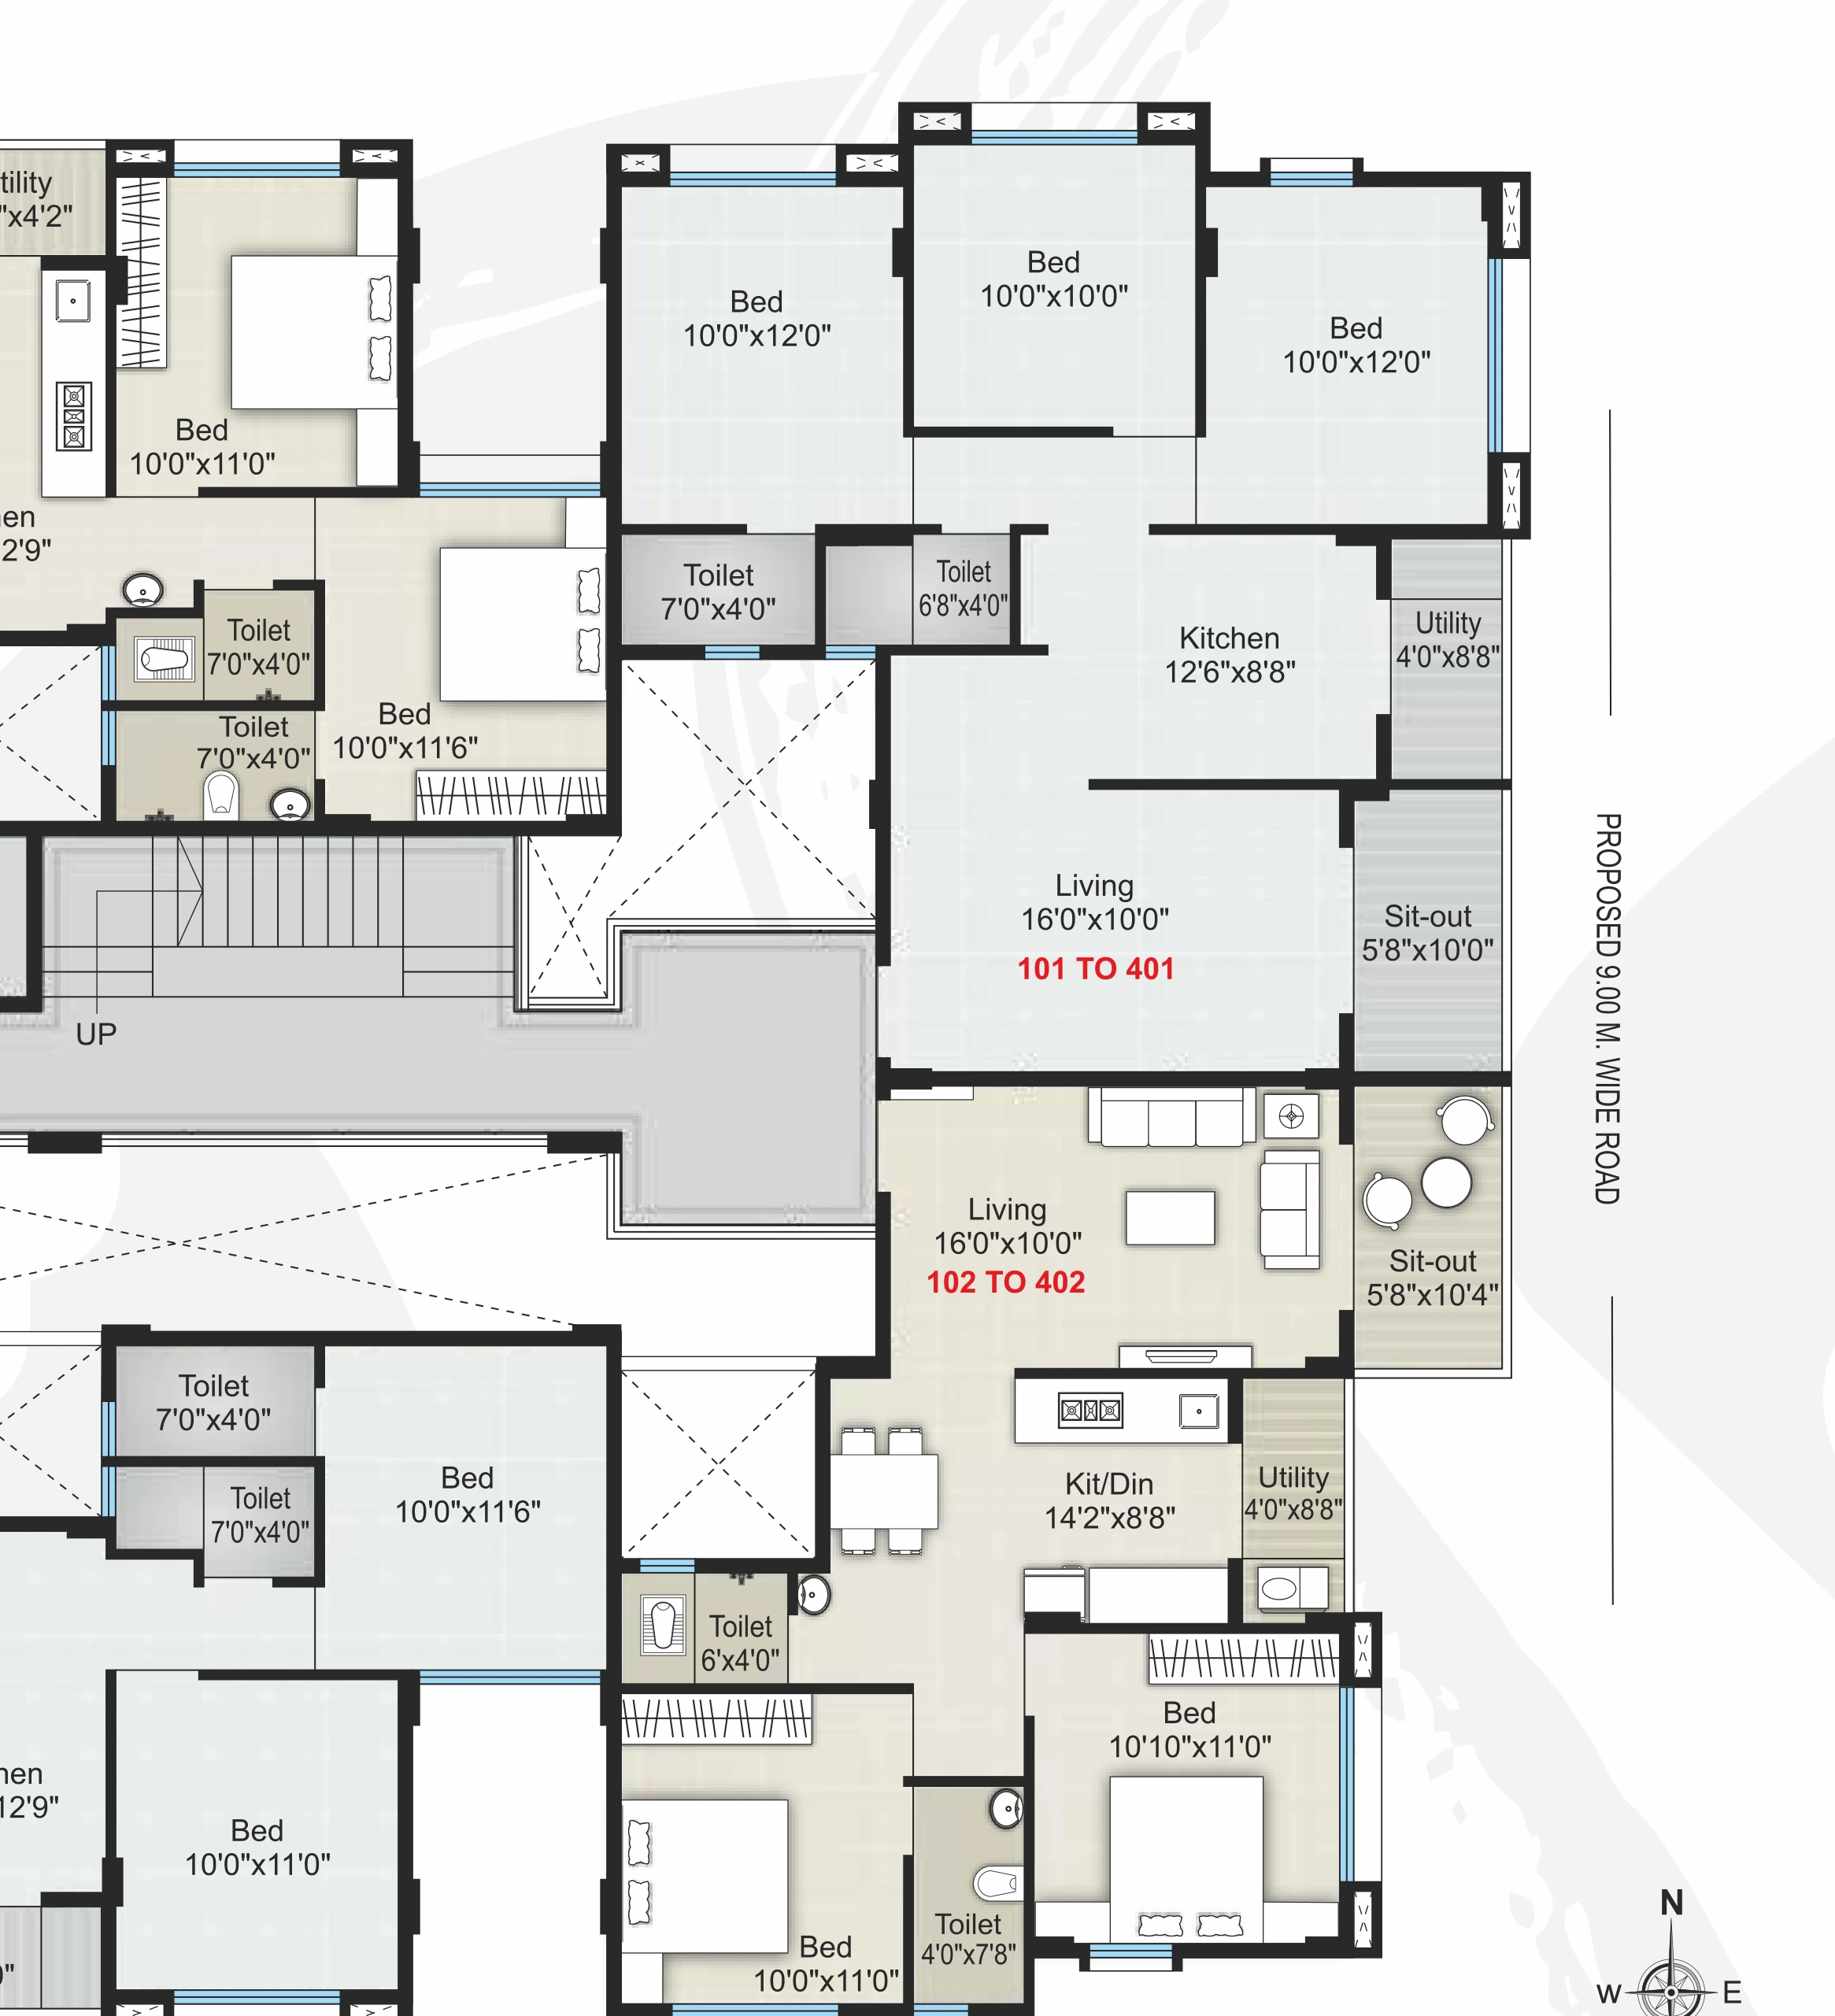 tility
"x4'2"
Bed
10'0"x11'0"
en
2'9"
Toilet
7'0"x4'0"
Toilet
7'0"x4'0"
Bed
10'0"x11'6"
UP
Bed
10'0"x12'0"
Bed
10'0"x10'0"
Bed
10'0"x12'0"
Toilet
7'0"x4'0"
Toilet
6'8"x4'0"
Kitchen
12'6"x8'8"
Utility
4'0"x8'8"
Living
16'0"x10'0"
101 TO 401
Sit-out
5'8"x10'0"
PROPOSED 9.00 M. WIDE ROAD
Living
16'0"x10'0"
102 TO 402
Sit-out
5'8"x10'4"
Toilet
7'0"x4'0"
Toilet
7'0"x4'0"
Bed
10'0"x11'6"
Kit/Din
14'2"x8'8"
Utility
4'0"x8'8"
Toilet
6'x4'0"
Bed
10'10"x11'0"
hen
12'9"
Bed
10'0"x11'0"
0"
Bed
10'0"x11'0"
Toilet
4'0"x7'8"
N
W E